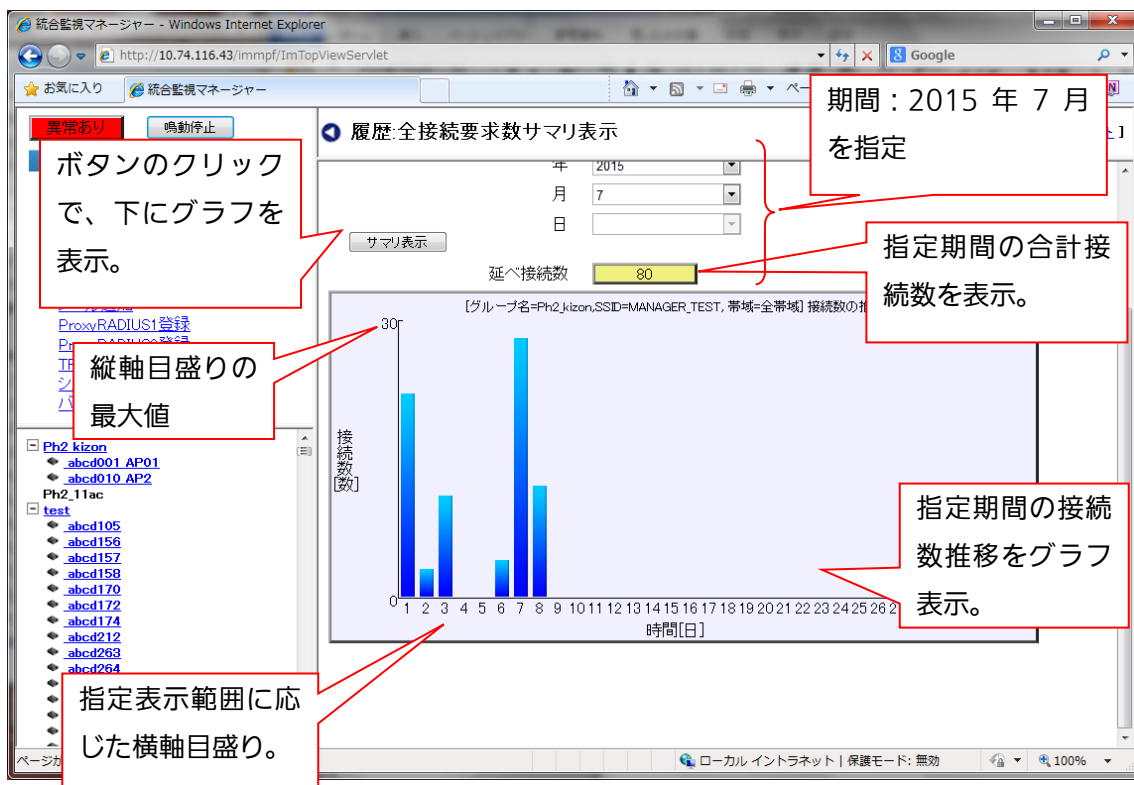 統合監視マネージャー - Windows Internet Explorer
http://10.74.116.43/immpf/ImTopViewServlet
Google
お気に入り
統合監視マネージャー
異常あり
鳴動停止
履歴:全接続要求数サマリ表示
期間:2015 年 7 月
を指定
ボタンのクリック
で、下にグラフを
表示。
年 2015
月 7
日
サマリ表示
延べ接続数 80
指定期間の合計接
続数を表示。
ProxyRADIUS1登録
縦軸目盛りの
最大値
[グループ名=Ph2_kizon,SSID=MANAGER_TEST, 帯域=全帯域] 接続数の
30
接続数[数]
0
1 2 3 4 5 6 7 8 9 10 11 12 13 14 15 16 17 18 19 20 21 22 23 24 25 26
時間[日]
指定期間の接続
数推移をグラフ
表示。
Ph2 kizon
abcd001 AP01
abcd010 AP2
Ph2_11ac
test
abcd105
abcd156
abcd157
abcd158
abcd170
abcd172
abcd174
abcd212
abcd263
abcd264
指定表示範囲に応
じた横軸目盛り。
ローカル イントラネット | 保護モード: 無効
100%